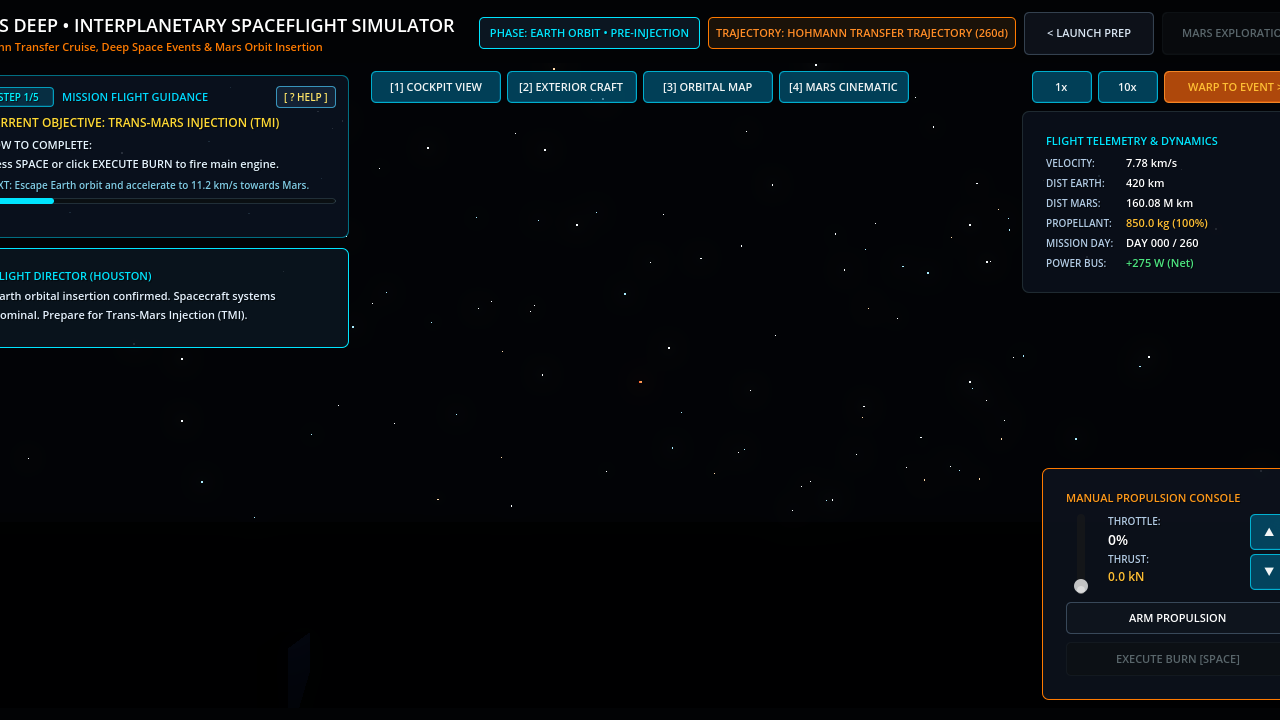 S DEEP • INTERPLANETARY SPACEFLIGHT SIMULATOR
nn Transfer Cruise, Deep Space Events & Mars Orbit Insertion
PHASE: EARTH ORBIT • PRE-INJECTION
TRAJECTORY: HOHMANN TRANSFER TRAJECTORY (260d)
< LAUNCH PREP
MARS EXPLORATIO
STEP 1/5
MISSION FLIGHT GUIDANCE
[ ? HELP ]
RRENT OBJECTIVE: TRANS-MARS INJECTION (TMI)
OW TO COMPLETE:
ess SPACE or click EXECUTE BURN to fire main engine.
XT: Escape Earth orbit and accelerate to 11.2 km/s towards Mars.
LIGHT DIRECTOR (HOUSTON)
arth orbital insertion confirmed. Spacecraft systems
ominal. Prepare for Trans-Mars Injection (TMI).
[1] COCKPIT VIEW
[2] EXTERIOR CRAFT
[3] ORBITAL MAP
[4] MARS CINEMATIC
1x
10x
WARP TO EVENT >
FLIGHT TELEMETRY & DYNAMICS
VELOCITY: 7.78 km/s
DIST EARTH: 420 km
DIST MARS: 160.08 M km
PROPELLANT: 850.0 kg (100%)
MISSION DAY: DAY 000 / 260
POWER BUS: +275 W (Net)
MANUAL PROPULSION CONSOLE
THROTTLE:
0%
THRUST:
0.0 kN
▲
▼
ARM PROPULSION
EXECUTE BURN [SPACE]